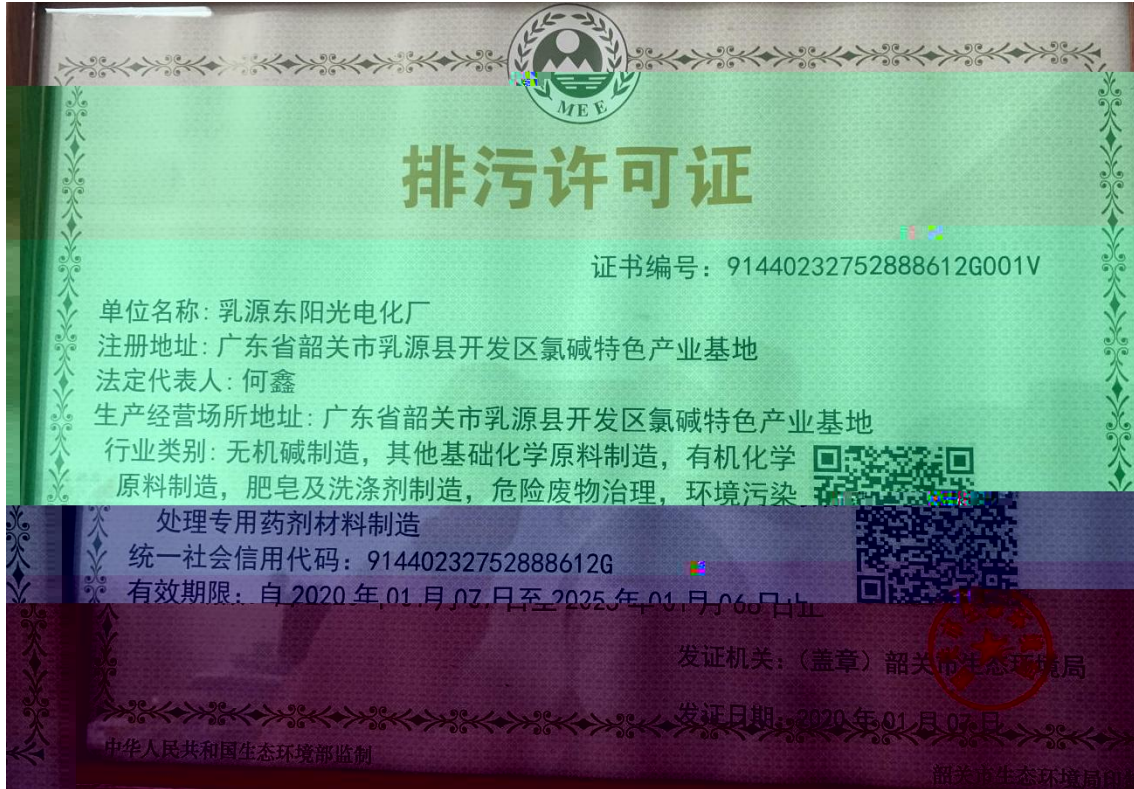 MEE
排污许可证
证书编号：91440232752888612G001V
单位名称：乳源东阳光电化厂
注册地址：广东省韶关市乳源县开发区氯碱特色产业基地
法定代表人：何鑫
生产经营场所地址：广东省韶关市乳源县开发区氯碱特色产业基地
行业类别：无机碱制造，其他基础化学原料制造，有机化学
原料制造，肥皂及洗涤剂制造，危险废物治理，环境污染
处理专用药剂材料制造
统一社会信用代码：91440232752888612G
有效期限：自2020年01月07日至2025年01月06日止
发证机关：（盖章）韶关市生态环境局
发证日期：2020年01月07日
中华人民共和国生态环境部监制
韶关市生态环境局印制